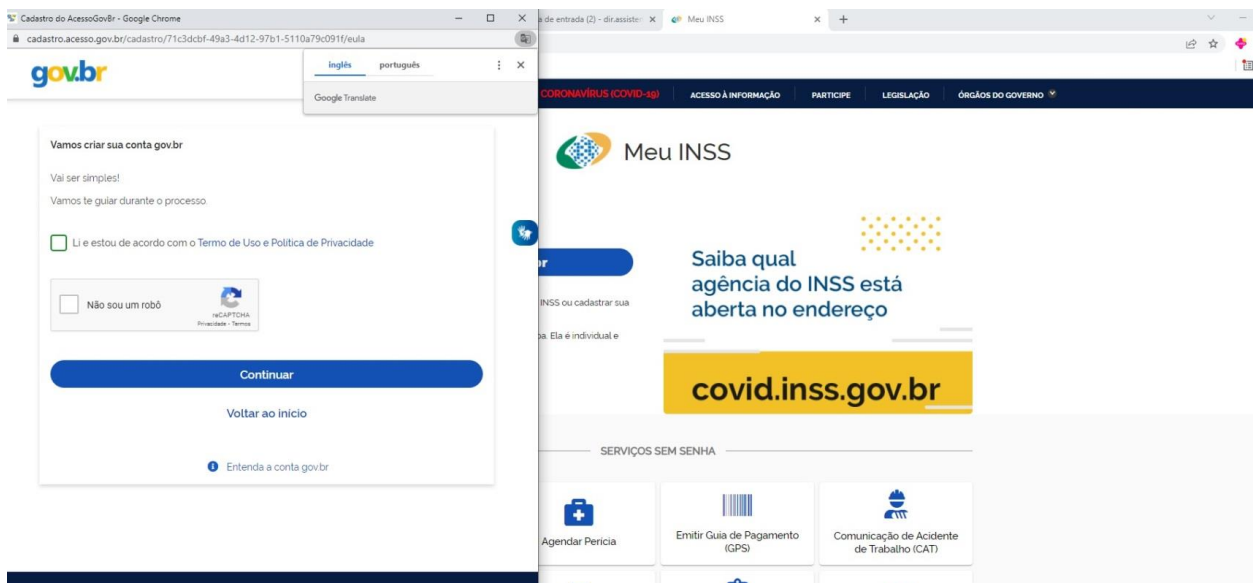 Cadastro do AcessoGovBr - Google Chrome
cadastro.acesso.gov.br/cadastro/71c3dcbf-49a3-4d12-97b1-5110a79c091f/eula
gov.br
inglês português
Google Translate
Vamos criar sua conta gov.br
Vai ser simples!
Vamos te guiar durante o processo.
Li e estou de acordo com o Termo de Uso e Política de Privacidade
Não sou um robô
reCAPTCHA
Privacidade - Termos
Continuar
Voltar ao início
Entenda a conta gov.br
a de entrada (2) - dir.assister
Meu INSS
CORONAVÍRUS (COVID-19) ACESSO À INFORMAÇÃO PARTICIPE LEGISLAÇÃO ÓRGÃOS DO GOVERNO
Meu INSS
br
INSS ou cadastrar sua
Ela é individual e
Saiba qual
agência do INSS está
aberta no endereço
covid.inss.gov.br
SERVIÇOS SEM SENHA
Agendar Perícia
Emitir Guia de Pagamento
(GPS)
Comunicação de Acidente
de Trabalho (CAT)